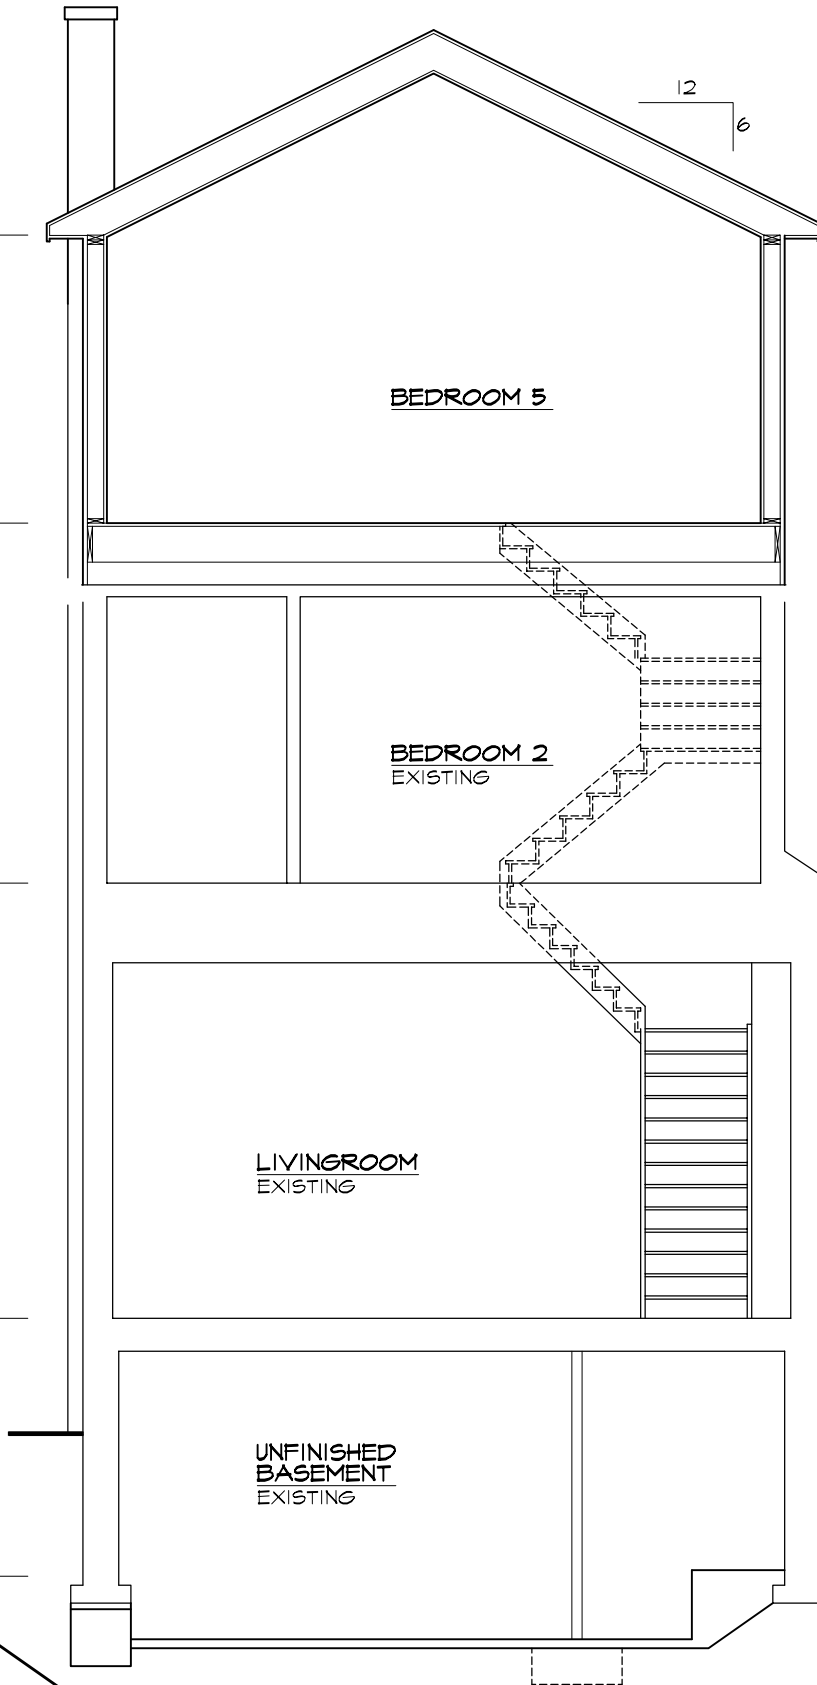 12
6
BEDROOM 5
BEDROOM 2
EXISTING
LIVINGROOM
EXISTING
UNFINISHED
BASEMENT
EXISTING